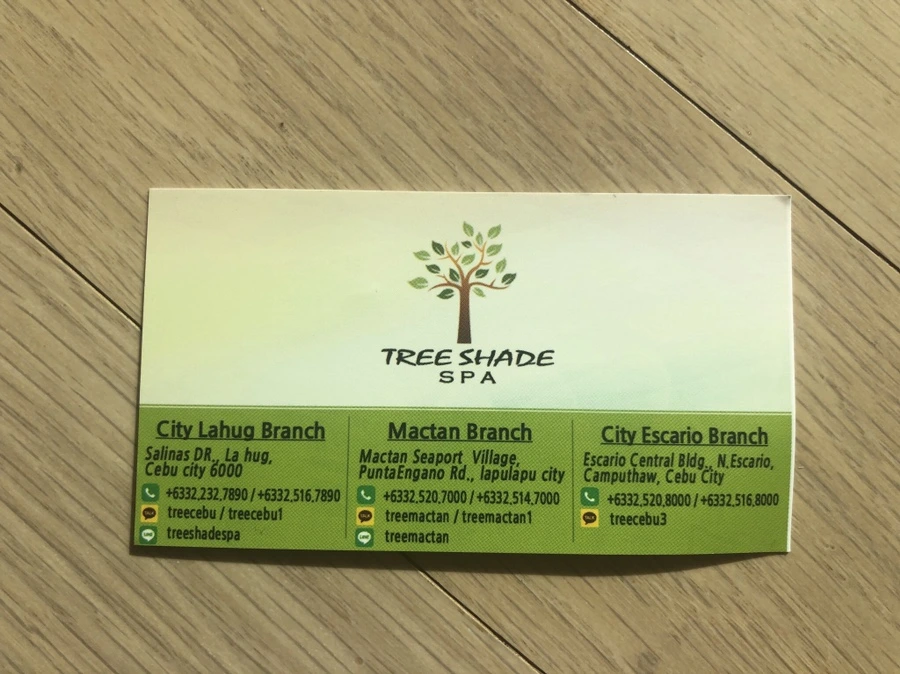 TREE SHADE
SPA
City Lahug Branch
Salinas DR., La hug,
Cebu city 6000
+6332.232.7890 / +6332.516.7890
treecebu / treecebu1
treeshadespa
Mactan Branch
Mactan Seaport Village,
PuntaEngano Rd., lapulapu city
+6332.520.7000 / +6332.514.7000
treemactan / treemactan1
treemactan
City Escario Branch
Escario Central Bldg., N.Escario,
Camputhaw, Cebu City
+6332.520.8000 / +6332.516.8000
treecebu3